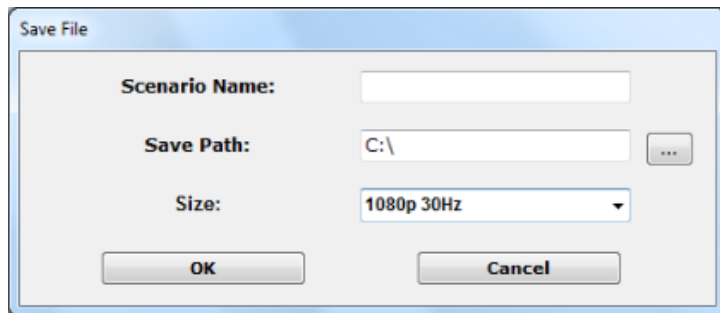 Save File
Scenario Name:
Save Path: C:\ ...
Size: 1080p 30Hz
OK Cancel